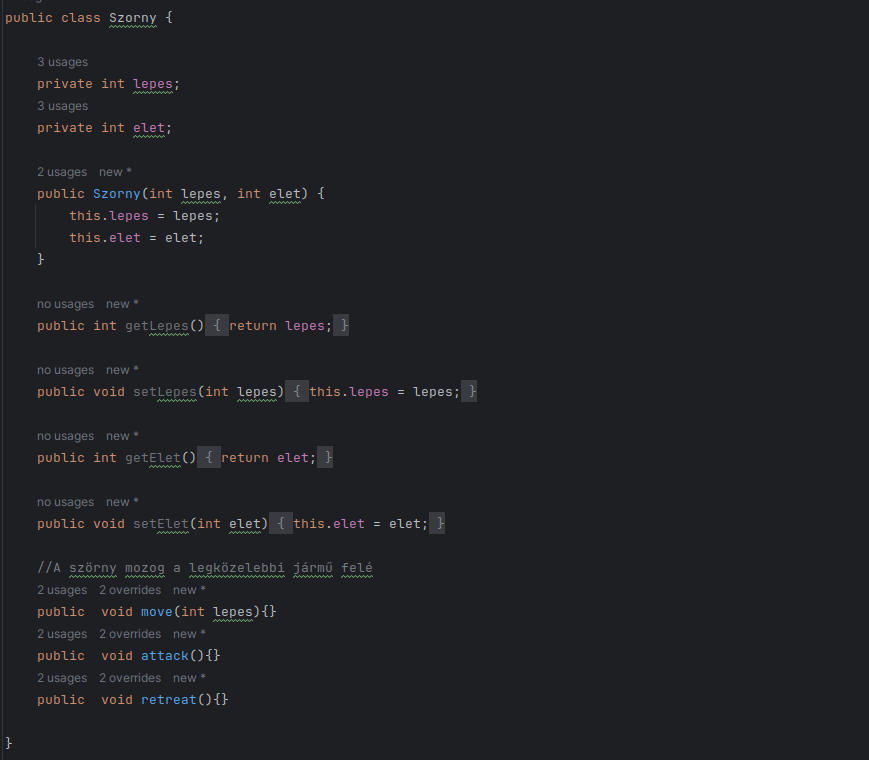 public class Szorny {
3 usages
private int lepes;
3 usages
private int elet;
2 usages new *
public Szorny(int lepes, int elet) {
this.lepes = lepes;
this.elet = elet;
}
no usages new *
public int getLepes() { return lepes; }
no usages new *
public void setLepes(int lepes) { this.lepes = lepes; }
no usages new *
public int getElet() { return elet; }
no usages new *
public void setElet(int elet) { this.elet = elet; }
//A szörny mozog a legközelebbi jármű felé
2 usages 2 overrides new *
public  void move(int lepes){}
2 usages 2 overrides new *
public  void attack(){}
2 usages 2 overrides new *
public  void retreat(){}
}